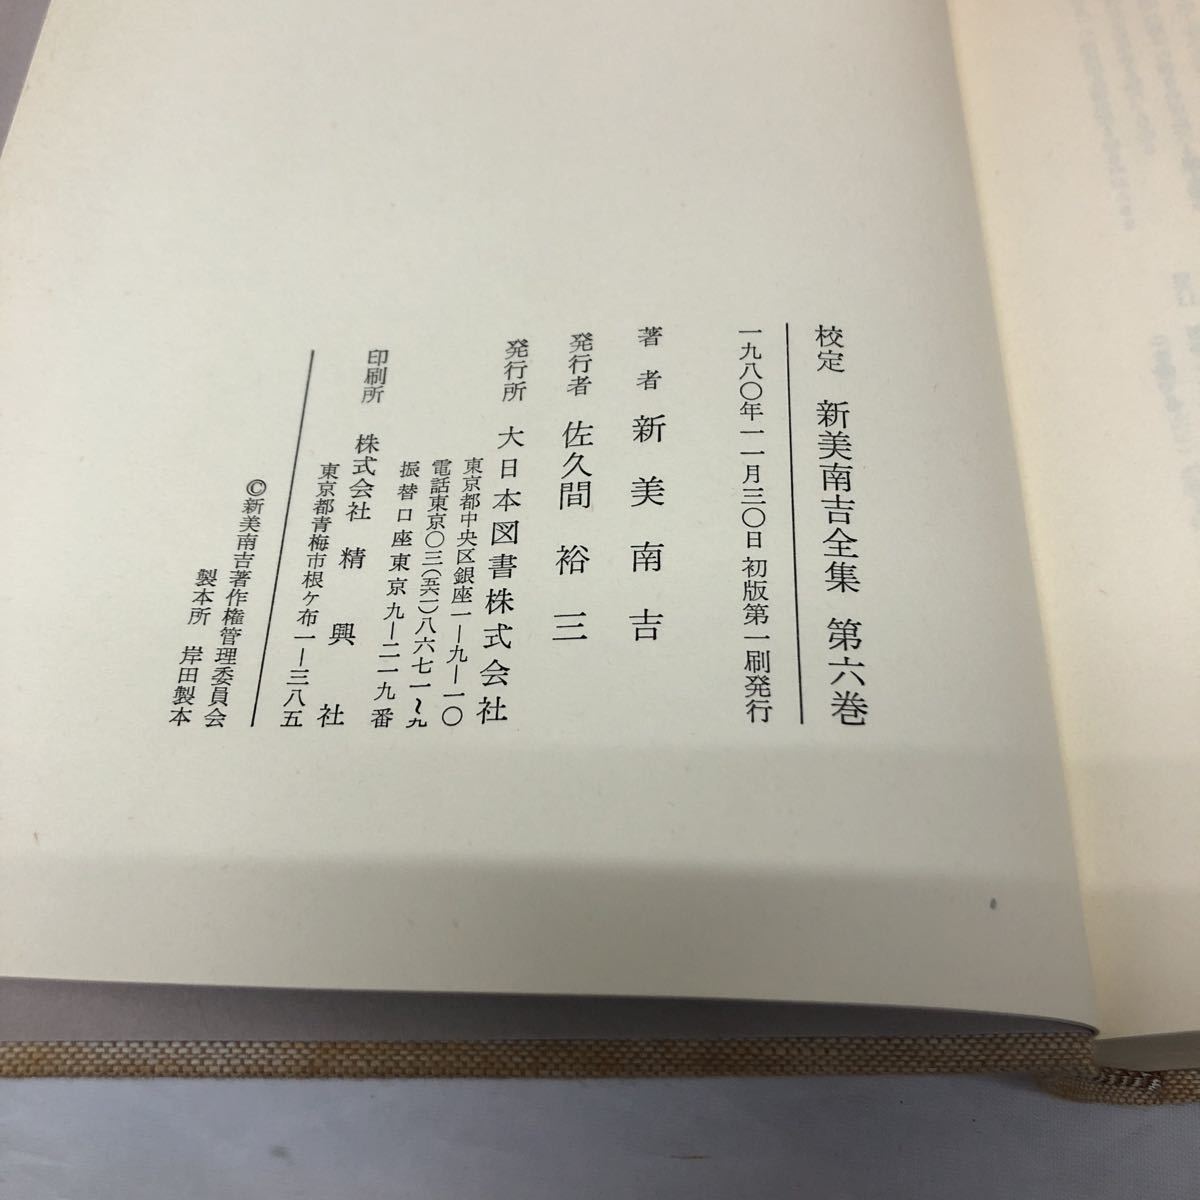 校定 新美南吉全集 第六巻
一九八〇年一一月三〇日 初版第一刷発行
著者 新美南吉
発行者 佐久間裕三
発行所 大日本図書株式会社
東京都中央区銀座一―九―一〇
電話東京〇三(五六一)八六七一～九
振替口座東京九―二一九番
印刷所 株式会社 精興社
東京都青梅市根ケ布一―三八五
©新美南吉著作権管理委員会
製本所 岸田製本